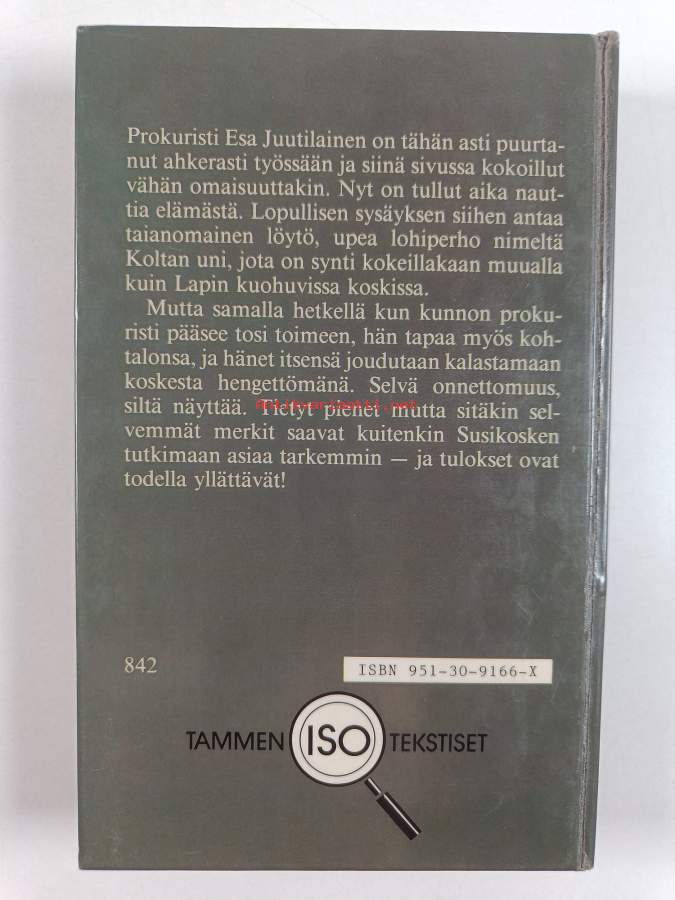 Prokuristi Esa Juutilainen on tähän asti puurta-
nut ahkerasti työssään ja siinä sivussa kokoillut
vähän omaisuuttakin. Nyt on tullut aika naut-
tia elämästä. Lopullisen sysäyksen siihen antaa
taianomainen löytö, upea lohiperho nimeltä
Koltan uni, jota on synti kokeillakaan muualla
kuin Lapin kuohuvissa koskissa.
Mutta samalla hetkellä kun kunnon proku-
risti pääsee tosi toimeen, hän tapaa myös koh-
talonsa, ja hänet itsensä joudutaan kalastamaan
koskesta hengettömänä. Selvä onnettomuus,
siltä näyttää. Tietyt pienet mutta sitäkin sel-
vemmät merkit saavat kuitenkin Susikosken
tutkimaan asiaa tarkemmin — ja tulokset ovat
todella yllättävät!
842
ISBN 951-30-9166-X
TAMMEN ISO TEKSTISET